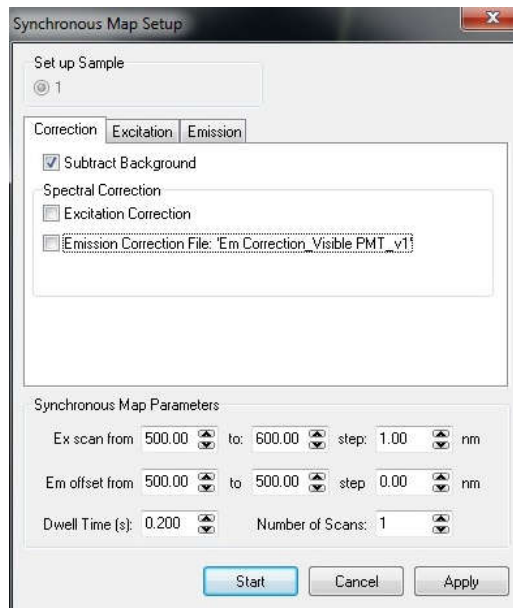 Synchronous Map Setup
Set up Sample
1
Correction Excitation Emission
Subtract Background
Spectral Correction
Excitation Correction
Emission Correction File: 'Em Correction_Visible PMT_v1'
Synchronous Map Parameters
Ex scan from 500.00 to: 600.00 step: 1.00 nm
Em offset from 500.00 to 500.00 step 0.00 nm
Dwell Time (s): 0.200 Number of Scans: 1
Start Cancel Apply